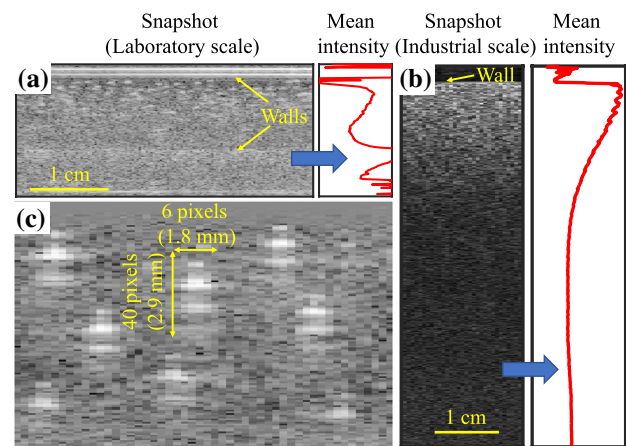 Snapshot
(Laboratory scale)
Mean
intensity
Snapshot
(Industrial scale)
Mean
intensity
(a)
Walls
1 cm
(b)
Wall
1 cm
(c)
6 pixels
(1.8 mm)
40 pixels
(2.9 mm)